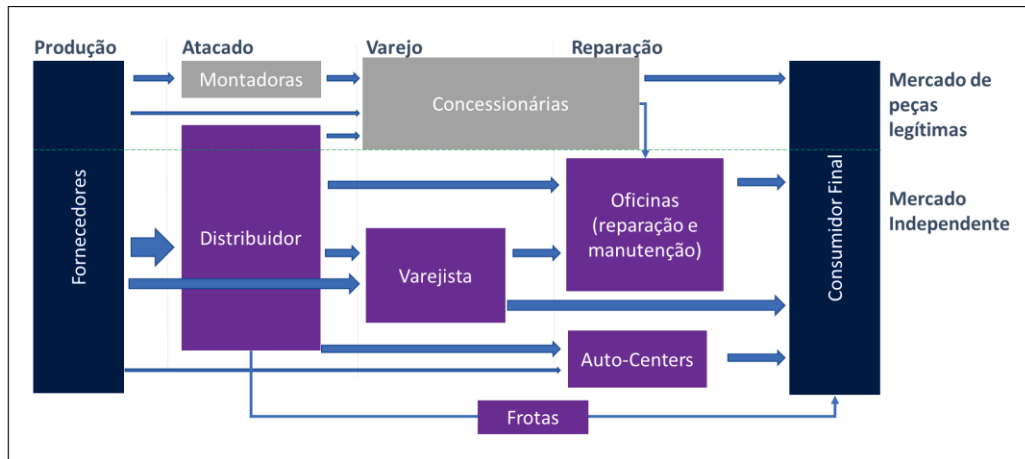 Produção
Atacado
Varejo
Reparação
Montadoras
Concessionárias
Mercado de
peças
legítimas
Fornecedores
Distribuidor
Varejista
Oficinas
(reparação e
manutenção)
Consumidor Final
Mercado
Independente
Auto-Centers
Frotas